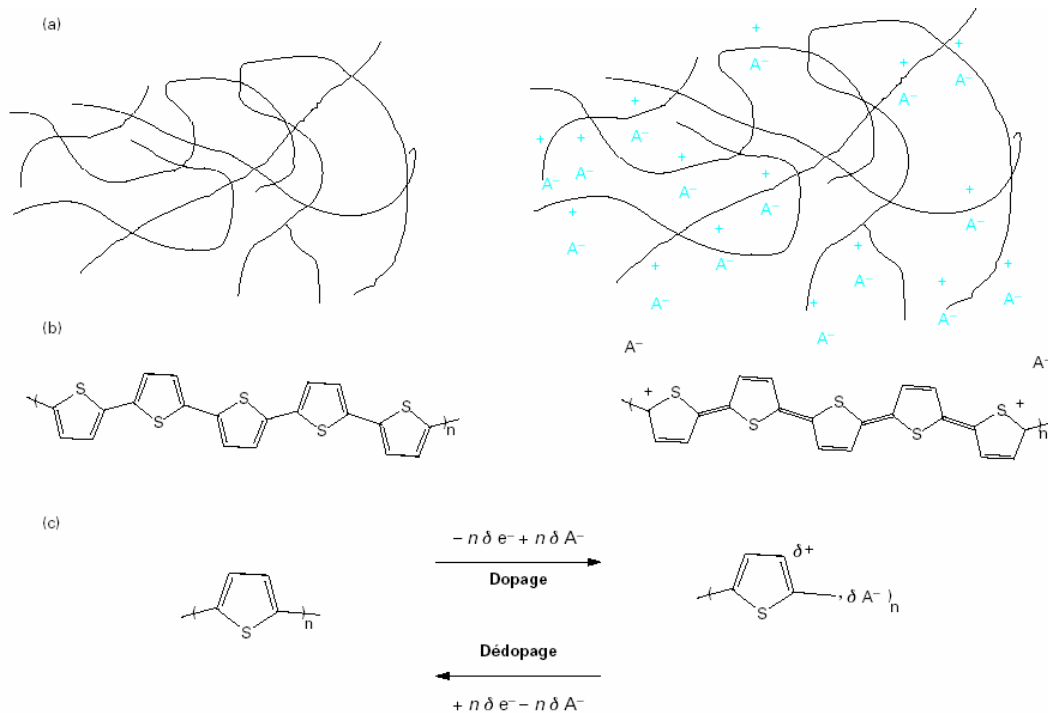 (a)
+
+
+
A⁻
A⁻
A⁻
+
+
+
A⁻
+
+
A⁻
A⁻
A⁻
+
+
A⁻
+
A⁻
A⁻
+
A⁻
+
A⁻
+
+
+
A⁻
A⁻
A⁻
+
A⁻
A⁻
(b)
A⁻
A⁻
S S S S S n
+ S S S S S + n
(c)
– n δ e⁻ + n δ A⁻
Dopage
S n
δ+
S , δ A⁻ ) n
Dédopage
+ n δ e⁻ – n δ A⁻